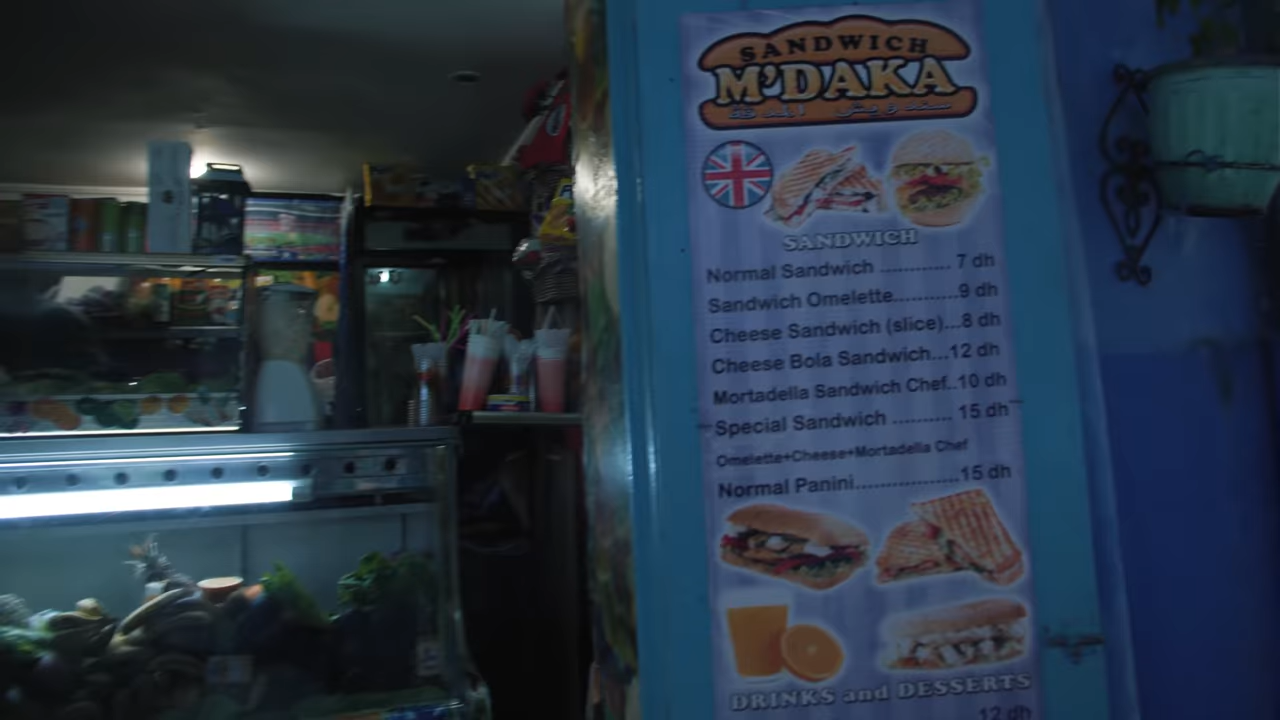 SANDWICH
M'DAKA
SANDWICH
Normal Sandwich ............ 7 dh
Sandwich Omelette...........9 dh
Cheese Sandwich (slice)...8 dh
Cheese Bola Sandwich...12 dh
Mortadella Sandwich Chef..10 dh
Special Sandwich .......... 15 dh
Omelette+Cheese+Mortadella Chef
Normal Panini.................15 dh
DRINKS and DESSERTS
12 dh